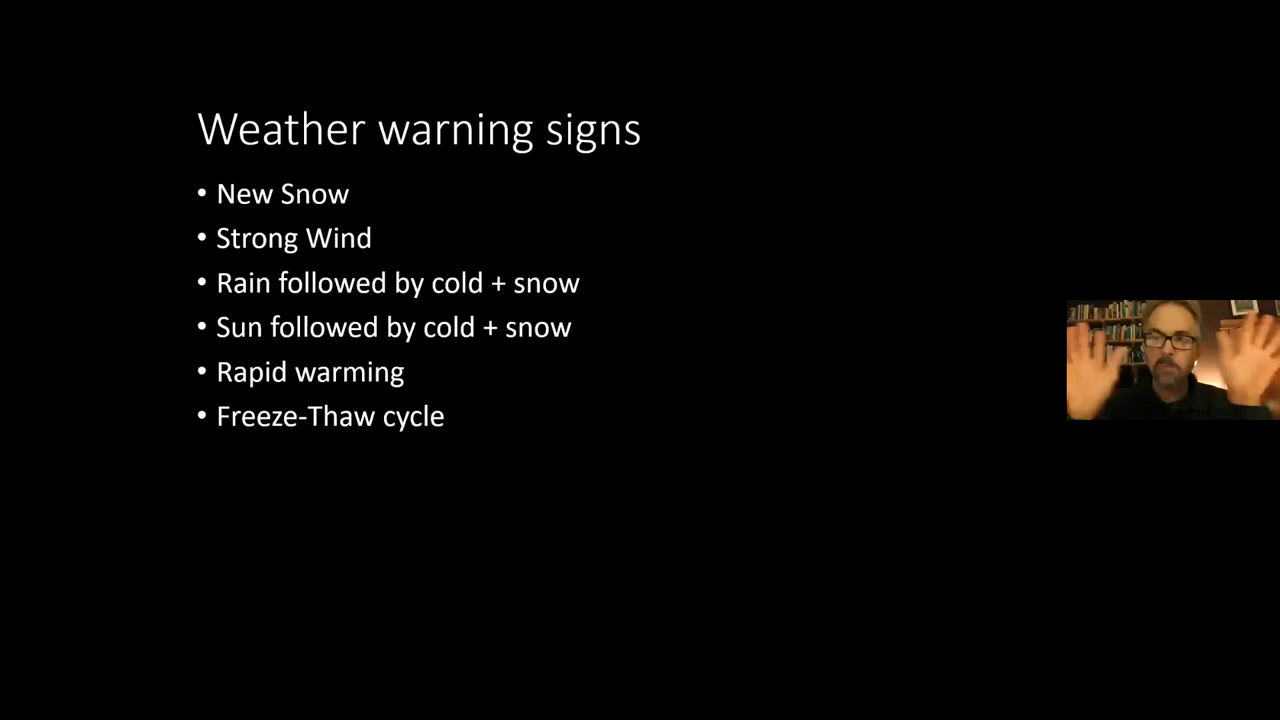 Weather warning signs
• New Snow
• Strong Wind
• Rain followed by cold + snow
• Sun followed by cold + snow
• Rapid warming
• Freeze-Thaw cycle